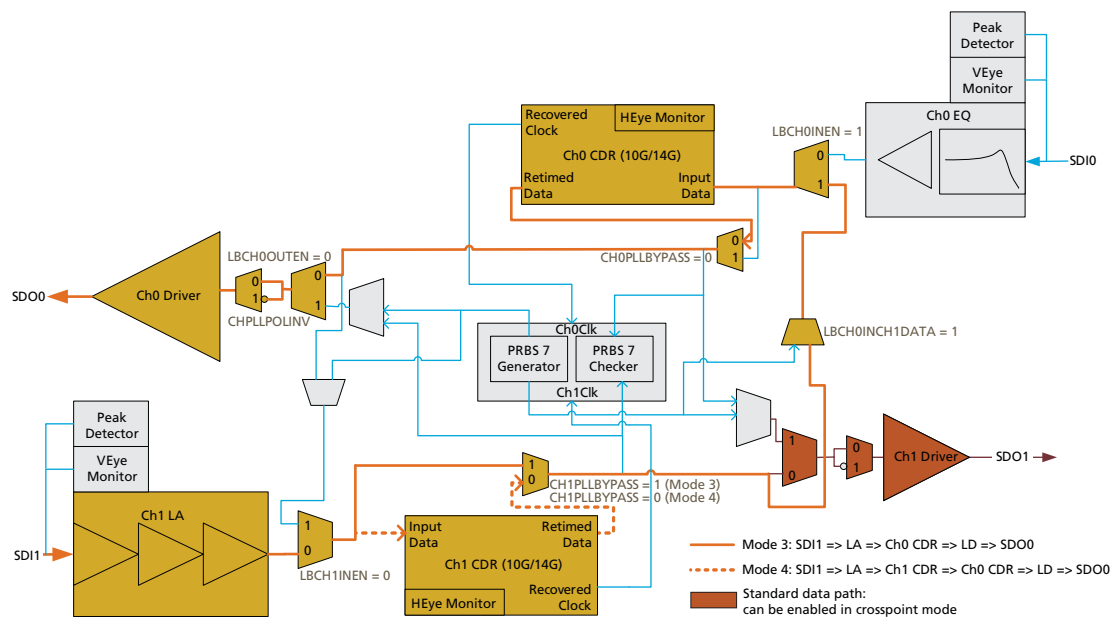 Peak
Detector
VEye
Monitor
Ch0 EQ
SDI0
LBCH0INEN = 1
0
1
Recovered
Clock
HEye Monitor
Ch0 CDR (10G/14G)
Retimed
Data
Input
Data
0
1
CH0PLLBYPASS = 0
LBCH0OUTEN = 0
0
1
0
1
CHPLLPOLINV
Ch0 Driver
SDO0
LBCH0INCH1DATA = 1
Ch0Clk
PRBS 7
Generator
PRBS 7
Checker
Ch1Clk
Peak
Detector
VEye
Monitor
Ch1 LA
SDI1
1
0
LBCH1INEN = 0
1
0
CH1PLLBYPASS = 1 (Mode 3)
CH1PLLBYPASS = 0 (Mode 4)
Input
Data
Retimed
Data
Ch1 CDR (10G/14G)
HEye Monitor
Recovered
Clock
1
0
0
1
Ch1 Driver
SDO1
Mode 3: SDI1 => LA => Ch0 CDR => LD => SDO0
Mode 4: SDI1 => LA => Ch1 CDR => Ch0 CDR => LD => SDO0
Standard data path:
can be enabled in crosspoint mode